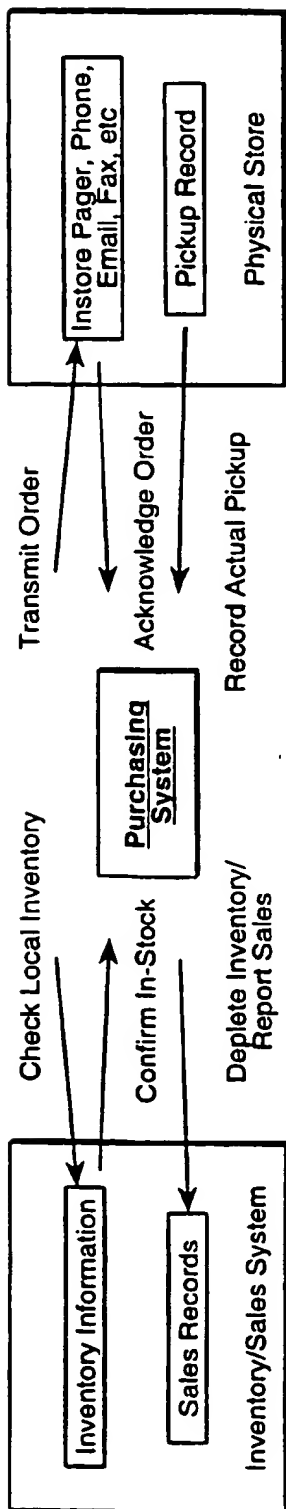 Inventory Information
Sales Records
Inventory/Sales System
Check Local Inventory
Confirm In-Stock
Deplete Inventory/
Report Sales
Purchasing
System
Transmit Order
Acknowledge Order
Record Actual Pickup
Instore Pager, Phone,
Email, Fax, etc
Pickup Record
Physical Store